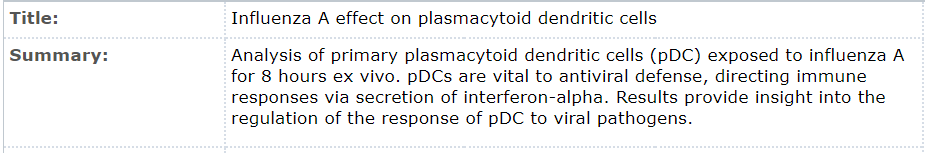 Title: Influenza A effect on plasmacytoid dendritic cells
Summary: Analysis of primary plasmacytoid dendritic cells (pDC) exposed to influenza A
for 8 hours ex vivo. pDCs are vital to antiviral defense, directing immune
responses via secretion of interferon-alpha. Results provide insight into the
regulation of the response of pDC to viral pathogens.